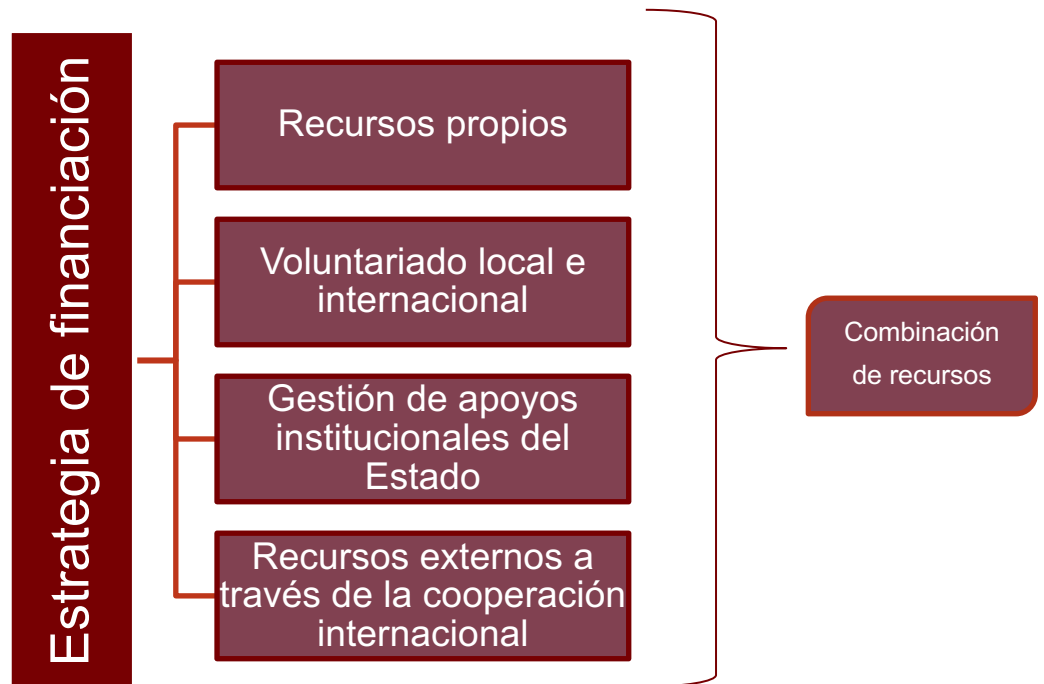 Estrategia de financiación
Recursos propios
Voluntariado local e
internacional
Gestión de apoyos
institucionales del
Estado
Recursos externos a
través de la cooperación
internacional
Combinación
de recursos